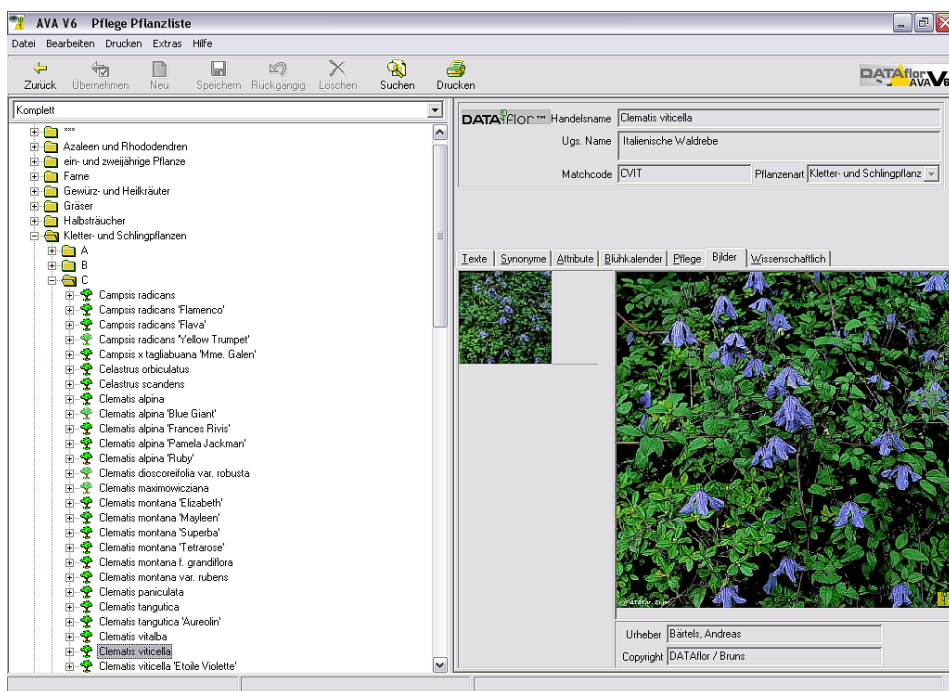 AVA V6 Pflege Pflanzliste
Datei Bearbeiten Drucken Extras Hilfe
Zurück Übernehmen Neu Speichern Rückgängig Löschen Suchen Drucken
DATAflor AVA V6
Komplett
***
Azaleen und Rhododendren
ein- und zweijährige Pflanze
Farne
Gewürz- und Heilkräuter
Gräser
Halbsträucher
Kletter- und Schlingpflanzen
A
B
C
Campsis radicans
Campsis radicans 'Flamenco'
Campsis radicans 'Flava'
Campsis radicans 'Yellow Trumpet'
Campsis x tagliabuana 'Mme. Galen'
Celastrus orbiculatus
Celastrus scandens
Clematis alpina
Clematis alpina 'Blue Giant'
Clematis alpina 'Frances Rivis'
Clematis alpina 'Pamela Jackman'
Clematis alpina 'Ruby'
Clematis dioscoreifolia var. robusta
Clematis maximowicziana
Clematis montana 'Elizabeth'
Clematis montana 'Mayleen'
Clematis montana 'Superba'
Clematis montana 'Tetrarose'
Clematis montana f. grandiflora
Clematis montana var. rubens
Clematis paniculata
Clematis tangutica
Clematis tangutica 'Aureolin'
Clematis vitalba
Clematis viticella
Clematis viticella 'Etoile Violette'
DATAflor™ Handelsname Clematis viticella
Ugs. Name Italienische Waldrebe
Matchcode CVIT Pflanzenart Kletter- und Schlingpflanz
Texte Synonyme Attribute Blühkalender Pflege Bilder Wissenschaftlich
Urheber Bärtels, Andreas
Copyright DATAflor / Bruns